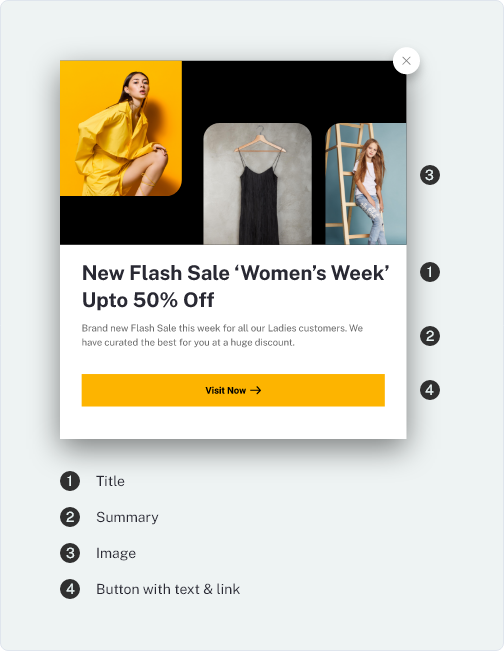 3
New Flash Sale ‘Women’s Week’
1
Upto 50% Off
Brand new Flash Sale this week for all our Ladies customers. We
2
have curated the best for you at a huge discount.
Visit Now →
4
1 Title
2 Summary
3 Image
4 Button with text & link